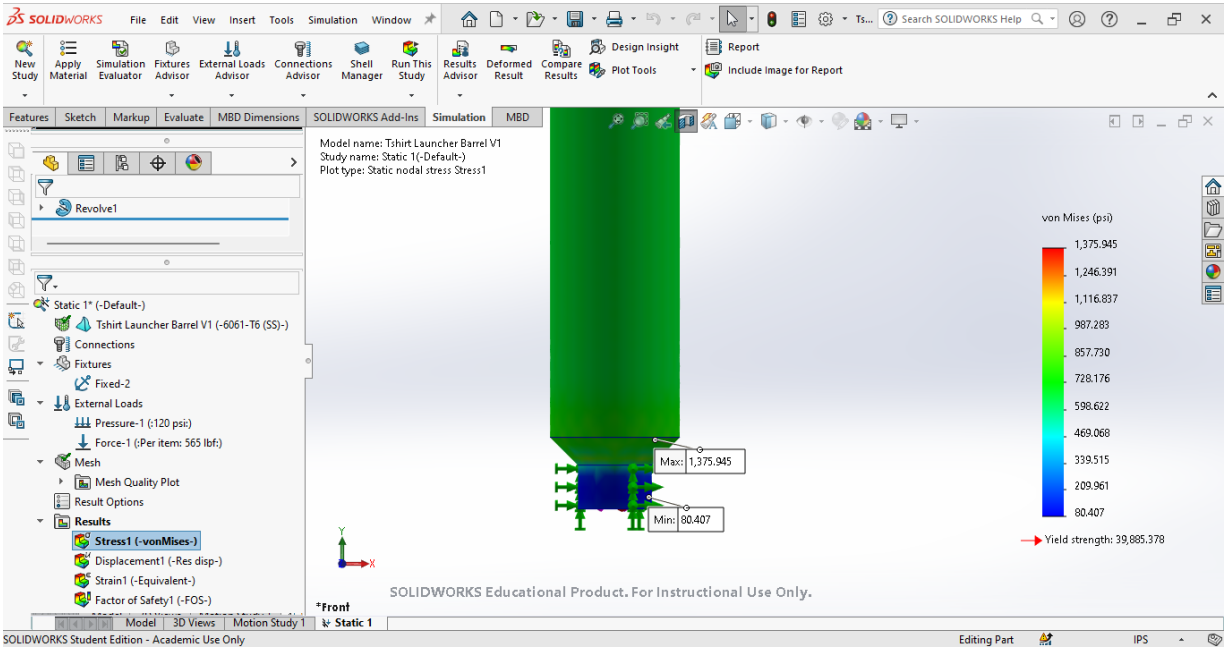 SOLIDWORKS File Edit View Insert Tools Simulation Window Ts... Search SOLIDWORKS Help
New Study
Apply Material
Simulation Evaluator
Fixtures Advisor
External Loads Advisor
Connections Advisor
Shell Manager
Run This Study
Results Advisor
Deformed Result
Compare Results
Design Insight
Plot Tools
Report
Include Image for Report
Features Sketch Markup Evaluate MBD Dimensions SOLIDWORKS Add-Ins Simulation MBD
Model name: Tshirt Launcher Barrel V1
Study name: Static 1(-Default-)
Plot type: Static nodal stress Stress1
Revolve1
Static 1* (-Default-)
Tshirt Launcher Barrel V1 (-6061-T6 (SS)-)
Connections
Fixtures
Fixed-2
External Loads
Pressure-1 (:120 psi:)
Force-1 (:Per item: 565 lbf:)
Mesh
Mesh Quality Plot
Result Options
Results
Stress1 (-vonMises-)
Displacement1 (-Res disp-)
Strain1 (-Equivalent-)
Factor of Safety1 (-FOS-)
Max: 1,375.945
Min: 80.407
von Mises (psi)
1,375.945
1,246.391
1,116.837
987.283
857.730
728.176
598.622
469.068
339.515
209.961
80.407
Yield strength: 39,885.378
Y
X
SOLIDWORKS Educational Product. For Instructional Use Only.
*Front
Model 3D Views Motion Study 1 Static 1
SOLIDWORKS Student Edition - Academic Use Only Editing Part IPS